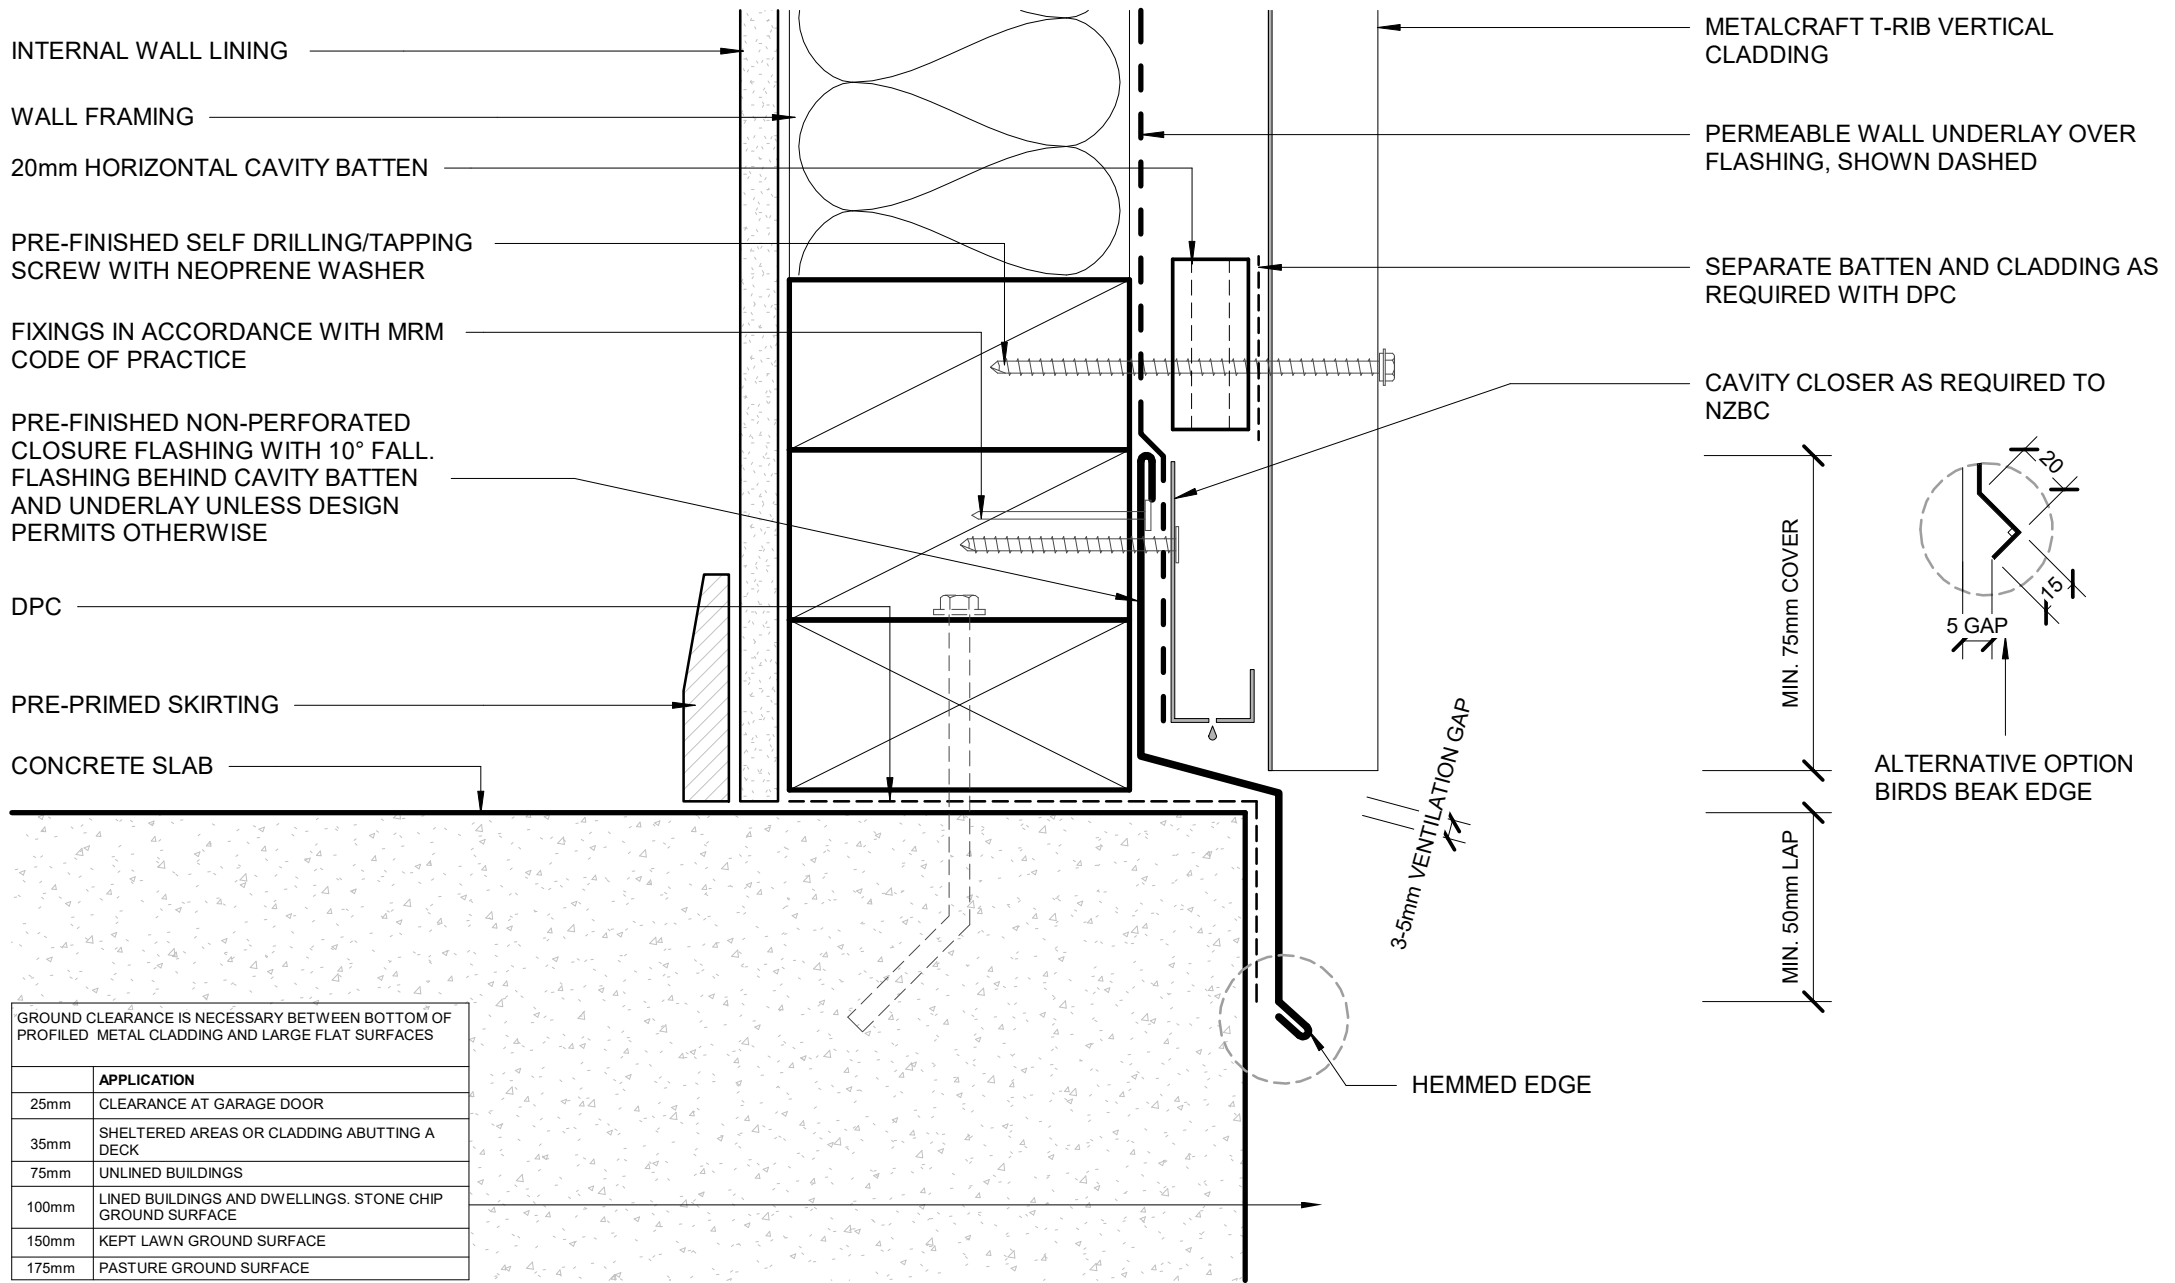 INTERNAL WALL LINING
WALL FRAMING
20mm HORIZONTAL CAVITY BATTEN
PRE-FINISHED SELF DRILLING/TAPPING
SCREW WITH NEOPRENE WASHER
FIXINGS IN ACCORDANCE WITH MRM
CODE OF PRACTICE
PRE-FINISHED NON-PERFORATED
CLOSURE FLASHING WITH 10° FALL.
FLASHING BEHIND CAVITY BATTEN
AND UNDERLAY UNLESS DESIGN
PERMITS OTHERWISE
DPC
PRE-PRIMED SKIRTING
CONCRETE SLAB
METALCRAFT T-RIB VERTICAL
CLADDING
PERMEABLE WALL UNDERLAY OVER
FLASHING, SHOWN DASHED
SEPARATE BATTEN AND CLADDING AS
REQUIRED WITH DPC
CAVITY CLOSER AS REQUIRED TO
NZBC
MIN. 75mm COVER
20
15
5 GAP
ALTERNATIVE OPTION
BIRDS BEAK EDGE
3-5mm VENTILATION GAP
MIN. 50mm LAP
HEMMED EDGE
GROUND CLEARANCE IS NECESSARY BETWEEN BOTTOM OF
PROFILED METAL CLADDING AND LARGE FLAT SURFACES
APPLICATION
25mm CLEARANCE AT GARAGE DOOR
35mm SHELTERED AREAS OR CLADDING ABUTTING A
DECK
75mm UNLINED BUILDINGS
100mm LINED BUILDINGS AND DWELLINGS. STONE CHIP
GROUND SURFACE
150mm KEPT LAWN GROUND SURFACE
175mm PASTURE GROUND SURFACE